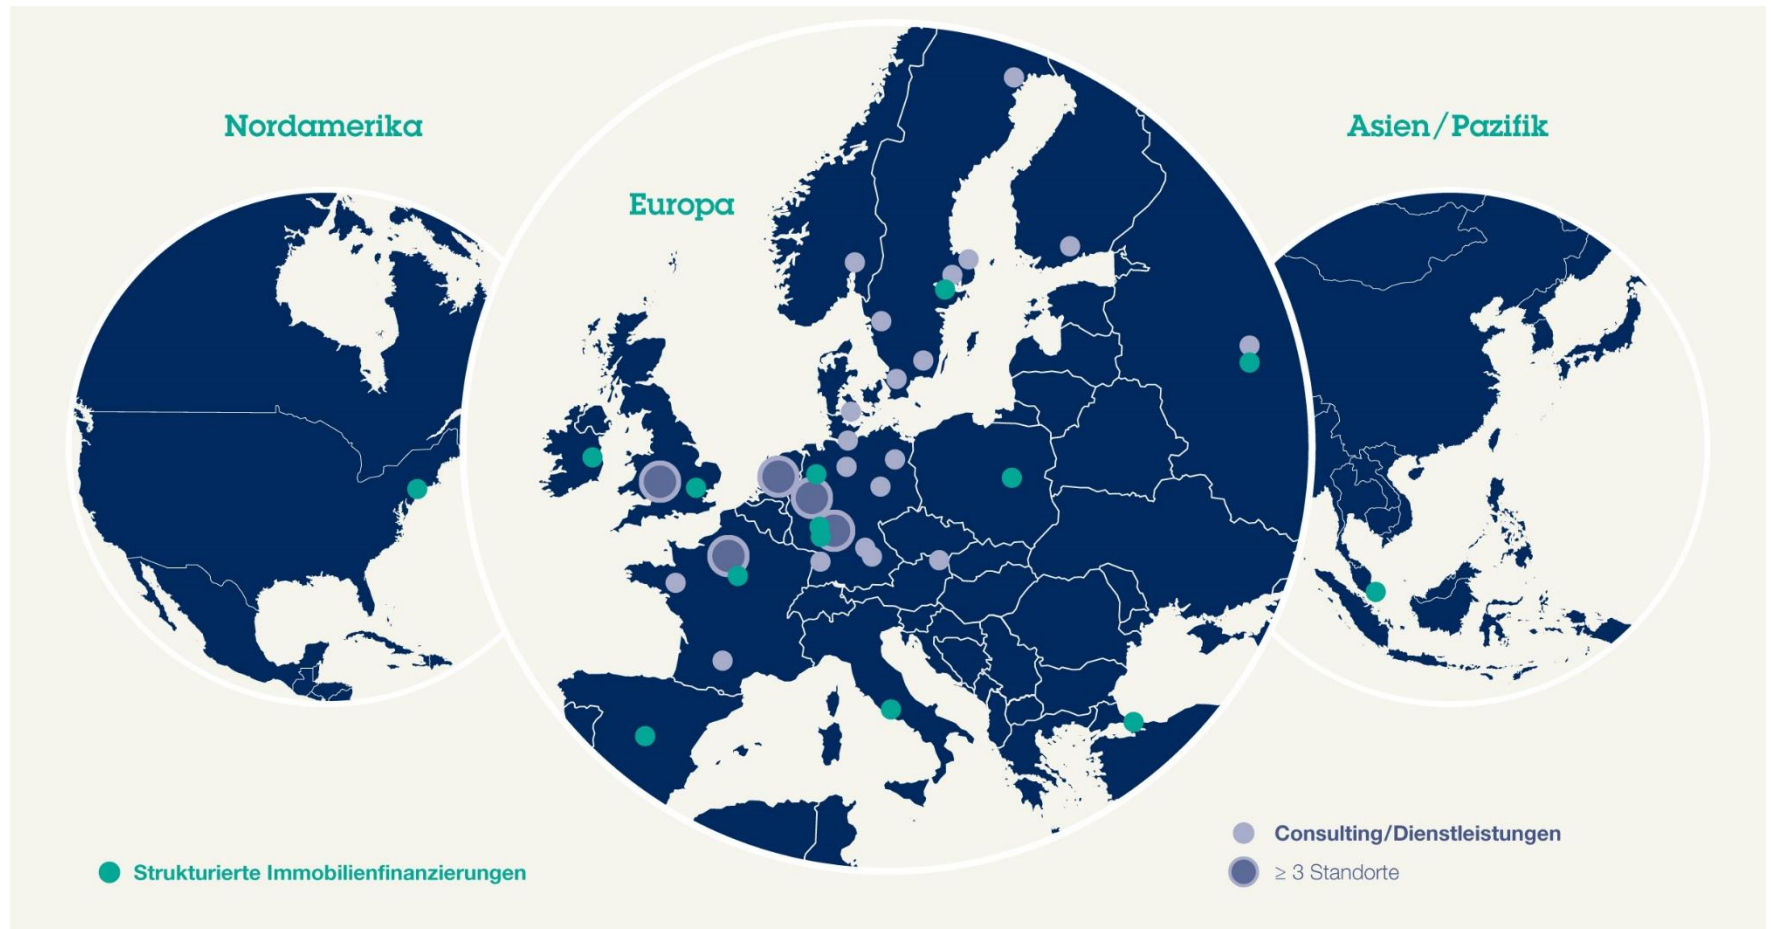 Nordamerika
Europa
Asien/Pazifik
Strukturierte Immobilienfinanzierungen
Consulting/Dienstleistungen
≥ 3 Standorte